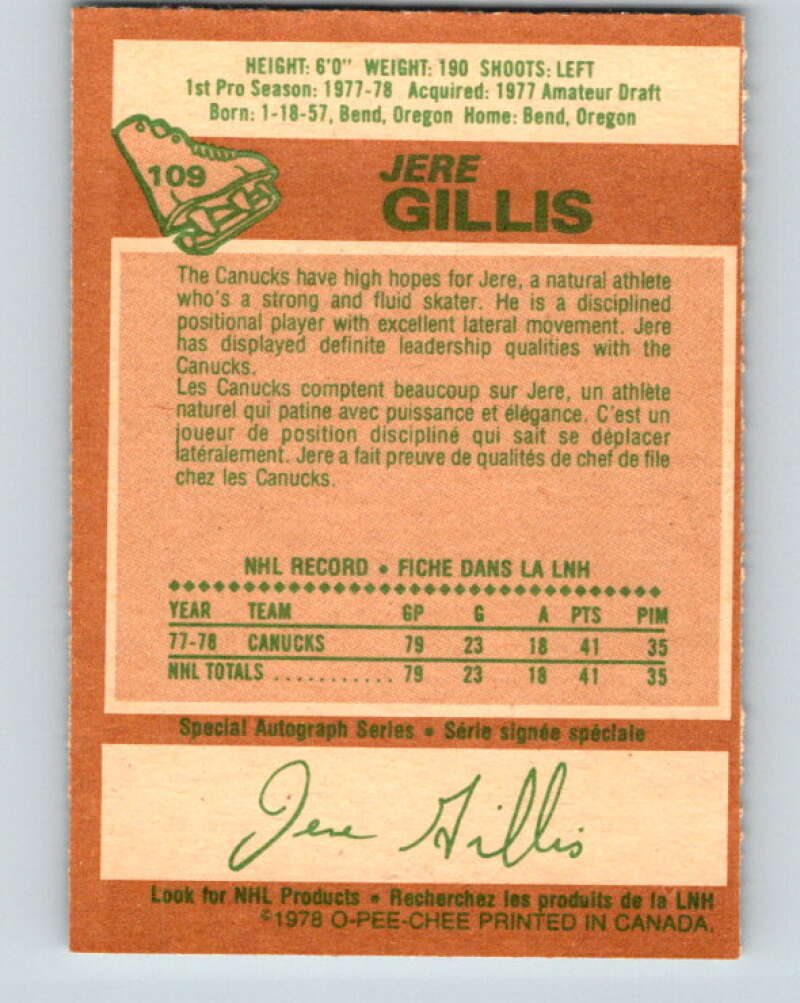 HEIGHT: 6'0" WEIGHT: 190 SHOOTS: LEFT
1st Pro Season: 1977-78 Acquired: 1977 Amateur Draft
Born: 1-18-57, Bend, Oregon Home: Bend, Oregon
109
JERE
GILLIS
The Canucks have high hopes for Jere, a natural athlete
who's a strong and fluid skater. He is a disciplined
positional player with excellent lateral movement. Jere
has displayed definite leadership qualities with the
Canucks.
Les Canucks comptent beaucoup sur Jere, un athlète
naturel qui patine avec puissance et élégance. C'est un
joueur de position discipliné qui sait se déplacer
latéralement. Jere a fait preuve de qualités de chef de file
chez les Canucks.
NHL RECORD • FICHE DANS LA LNH
YEAR TEAM GP G A PTS PIM
77-78 CANUCKS 79 23 18 41 35
NHL TOTALS ........... 79 23 18 41 35
Special Autograph Series • Série signée spéciale
Jere Gillis
Look for NHL Products • Recherchez les produits de la LNH
©1978 O-PEE-CHEE PRINTED IN CANADA.